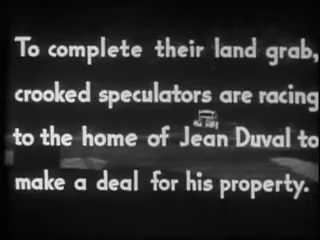 To complete their land grab,
crooked speculators are racing
to the home of Jean Duval to
make a deal for his property.